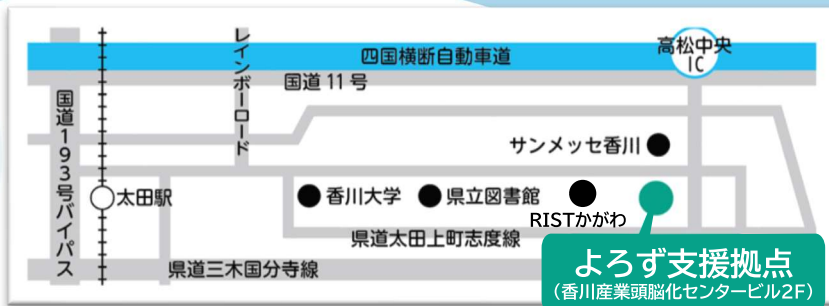 レインボーロード
四国横断自動車道
高松中央
IC
国道11号
国道193号バイパス
サンメッセ香川
太田駅
香川大学
県立図書館
RISTかがわ
県道太田上町志度線
県道三木国分寺線
よろず支援拠点
(香川産業頭脳化センタービル2F)